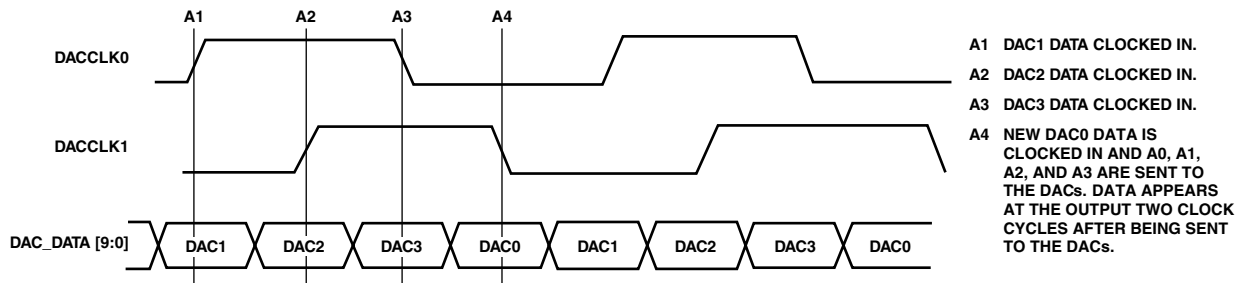 A1 A2 A3 A4
DACCLK0
DACCLK1
DAC_DATA [9:0] DAC1 DAC2 DAC3 DAC0 DAC1 DAC2 DAC3 DAC0
A1 DAC1 DATA CLOCKED IN.
A2 DAC2 DATA CLOCKED IN.
A3 DAC3 DATA CLOCKED IN.
A4 NEW DAC0 DATA IS
CLOCKED IN AND A0, A1,
A2, AND A3 ARE SENT TO
THE DACs. DATA APPEARS
AT THE OUTPUT TWO CLOCK
CYCLES AFTER BEING SENT
TO THE DACs.